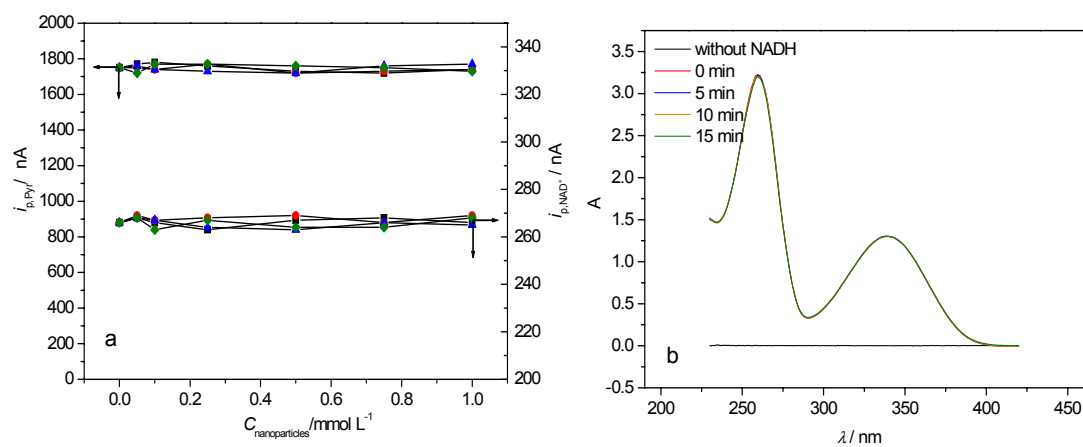 2000
1800
1600
1400
1200
1000
800
600
400
200
0
i p,Pyr/ nA
340
320
300
280
260
240
220
200
i p,NAD+ / nA
a
0.0 0.2 0.4 0.6 0.8 1.0
C nanoparticles/mmol L-1
3.5
3.0
2.5
2.0
1.5
1.0
0.5
0.0
-0.5
A
without NADH
0 min
5 min
10 min
15 min
b
200 250 300 350 400 450
λ/ nm